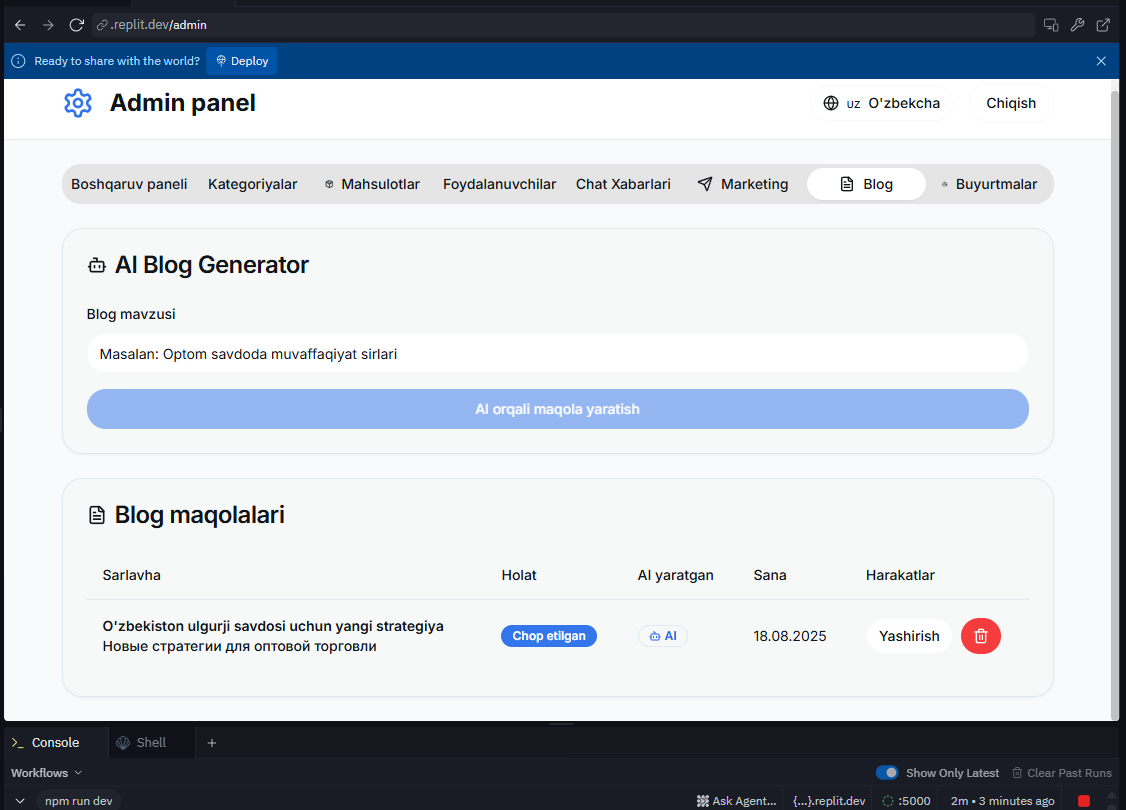 .replit.dev/admin
Ready to share with the world? Deploy
Admin panel
uz O'zbekcha
Chiqish
Boshqaruv paneli Kategoriyalar Mahsulotlar Foydalanuvchilar Chat Xabarlari Marketing Blog Buyurtmalar
AI Blog Generator
Blog mavzusi
Masalan: Optom savdoda muvaffaqiyat sirlari
AI orqali maqola yaratish
Blog maqolalari
Sarlavha Holat AI yaratgan Sana Harakatlar
O'zbekiston ulgurji savdosi uchun yangi strategiya
Новые стратегии для оптовой торговли
Chop etilgan AI 18.08.2025 Yashirish
Console Shell
Workflows Show Only Latest Clear Past Runs
npm run dev Ask Agent... {...}.replit.dev :5000 2m • 3 minutes ago